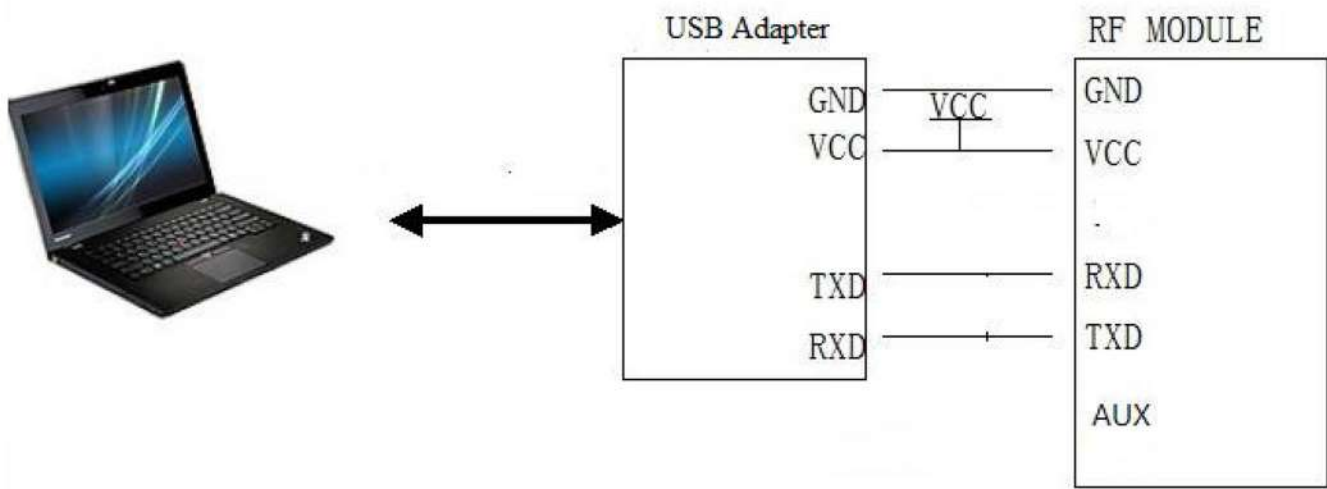 USB Adapter
RF MODULE
GND
VCC
GND
VCC
VCC
TXD
RXD
RXD
TXD
AUX